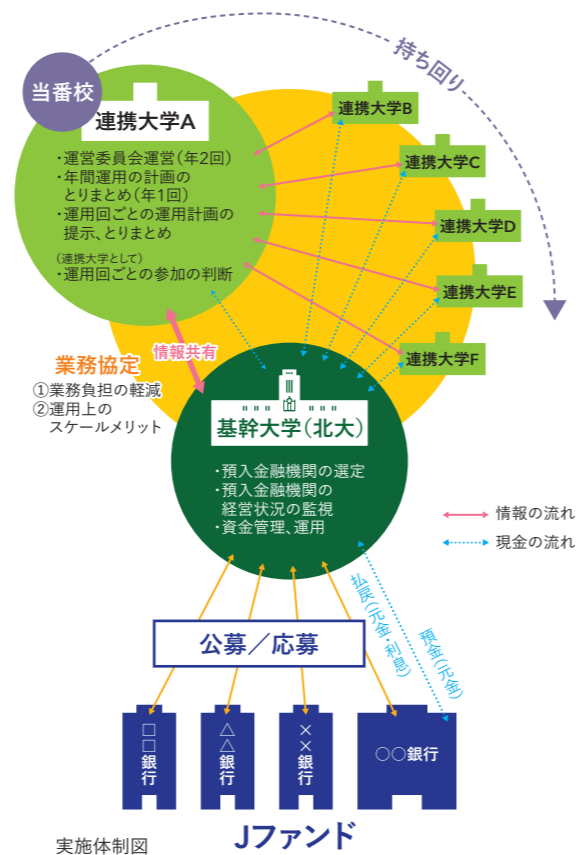 持ち回り
当番校
連携大学A
・運営委員会運営(年2回)
・年間運用の計画の
とりまとめ(年1回)
・運用回ごとの運用計画の
提示、とりまとめ
(連携大学として)
・運用回ごとの参加の判断
連携大学B
連携大学C
連携大学D
連携大学E
連携大学F
業務協定
①業務負担の軽減
②運用上の
スケールメリット
情報共有
基幹大学(北大)
・預入金融機関の選定
・預入金融機関の
経営状況の監視
・資金管理、運用
情報の流れ
現金の流れ
払戻(元金・利息)
預金(元金)
公募/応募
□□銀行
△△銀行
××銀行
○○銀行
Jファンド
実施体制図